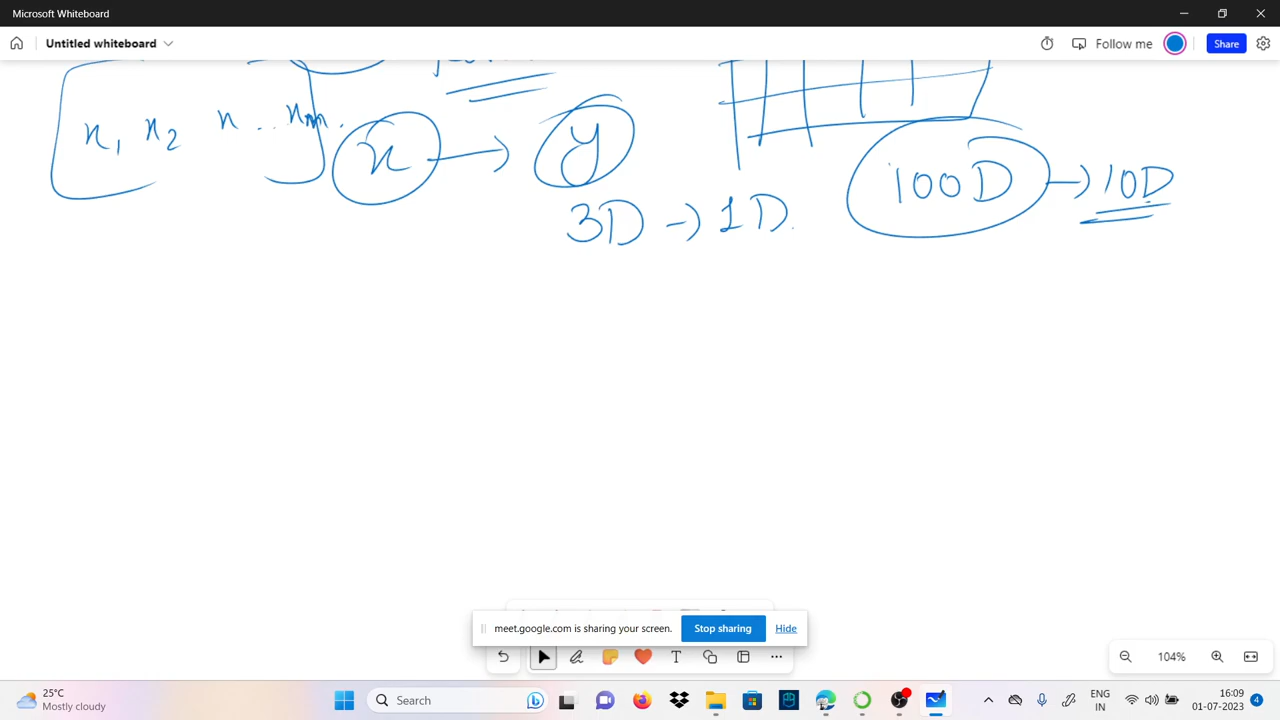 Microsoft Whiteboard
Untitled whiteboard
Follow me
Share
x1 x2 x .. xm.
x → y
3D → 1D.
100D → 10D
meet.google.com is sharing your screen.
Stop sharing
Hide
104%
25°C
Mostly cloudy
Search
ENG
IN
16:09
01-07-2023
4